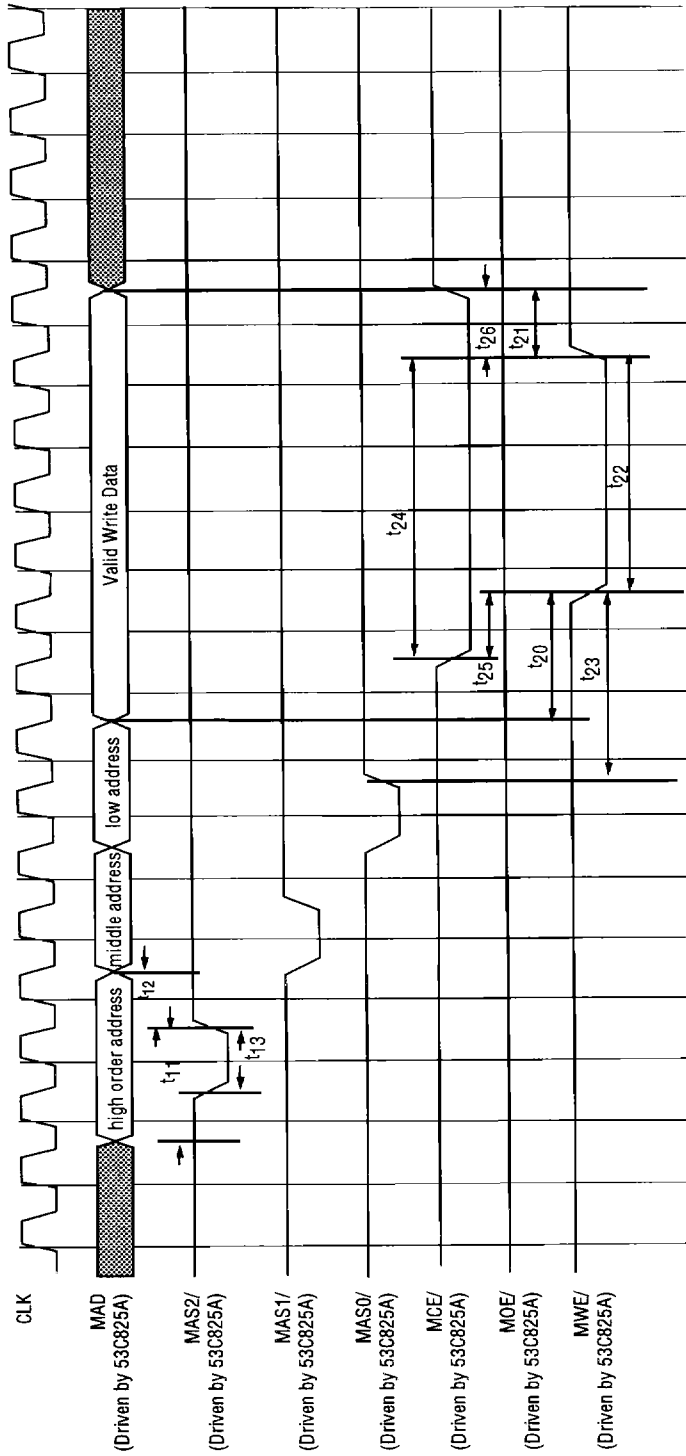 CLK
MAD
(Driven by 53C825A)
high order address
middle address
low address
Valid Write Data
t12
MAS2/
(Driven by 53C825A)
t11
t13
MAS1/
(Driven by 53C825A)
MAS0/
(Driven by 53C825A)
MCE/
(Driven by 53C825A)
t24
t25
t26
MOE/
(Driven by 53C825A)
t20
t21
MWE/
(Driven by 53C825A)
t23
t22